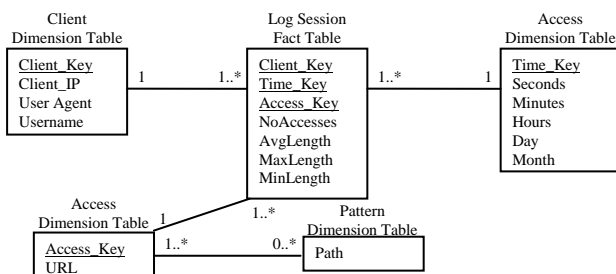 Client
Dimension Table
Client_Key
Client_IP
User Agent
Username
1
1..*
Log Session
Fact Table
Client_Key
Time_Key
Access_Key
NoAccesses
AvgLength
MaxLength
MinLength
1..*
1
Access
Dimension Table
Time_Key
Seconds
Minutes
Hours
Day
Month
Access
Dimension Table
1
1..*
Access_Key
URL
1..*
0..*
Pattern
Dimension Table
Path